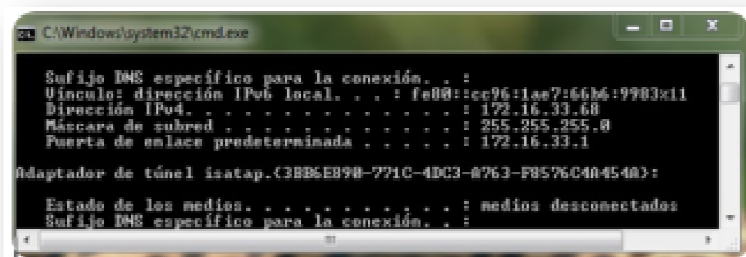 C:\Windows\system32\cmd.exe
Sufijo DNS específico para la conexión. . :
Vínculo: dirección IPv6 local. . . : fe80::cc96:1ae7:66b6:9983%11
Dirección IPv4. . . . . . . . . . . . . . : 172.16.33.68
Máscara de subred . . . . . . . . . . . . : 255.255.255.0
Puerta de enlace predeterminada . . . . . : 172.16.33.1
Adaptador de túnel isatap.{3BB6E890-771C-4DC3-A763-F8576C4A454A}:
Estado de los medios. . . . . . . . . . . : medios desconectados
Sufijo DNS específico para la conexión. . :